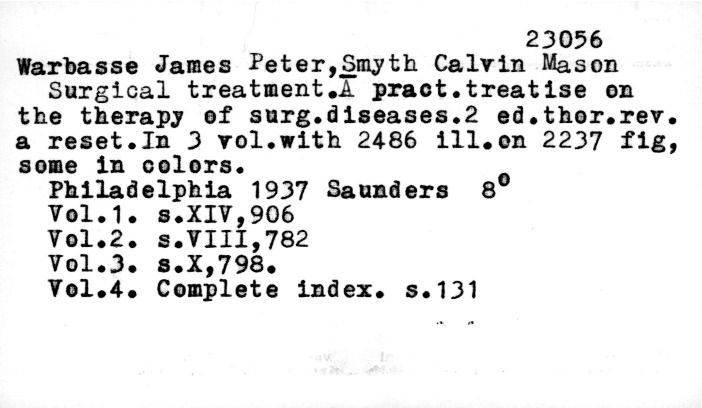 23056
Warbasse James Peter,Smyth Calvin Mason
Surgical treatment.A pract.treatise on
the therapy of surg.diseases.2 ed.thor.rev.
a reset.In 3 vol.with 2486 ill.on 2237 fig,
some in colors.
Philadelphia 1937 Saunders 8°
Vol.1. s.XIV,906
Vol.2. s.VIII,782
Vol.3. s.X,798.
Vol.4. Complete index. s.131